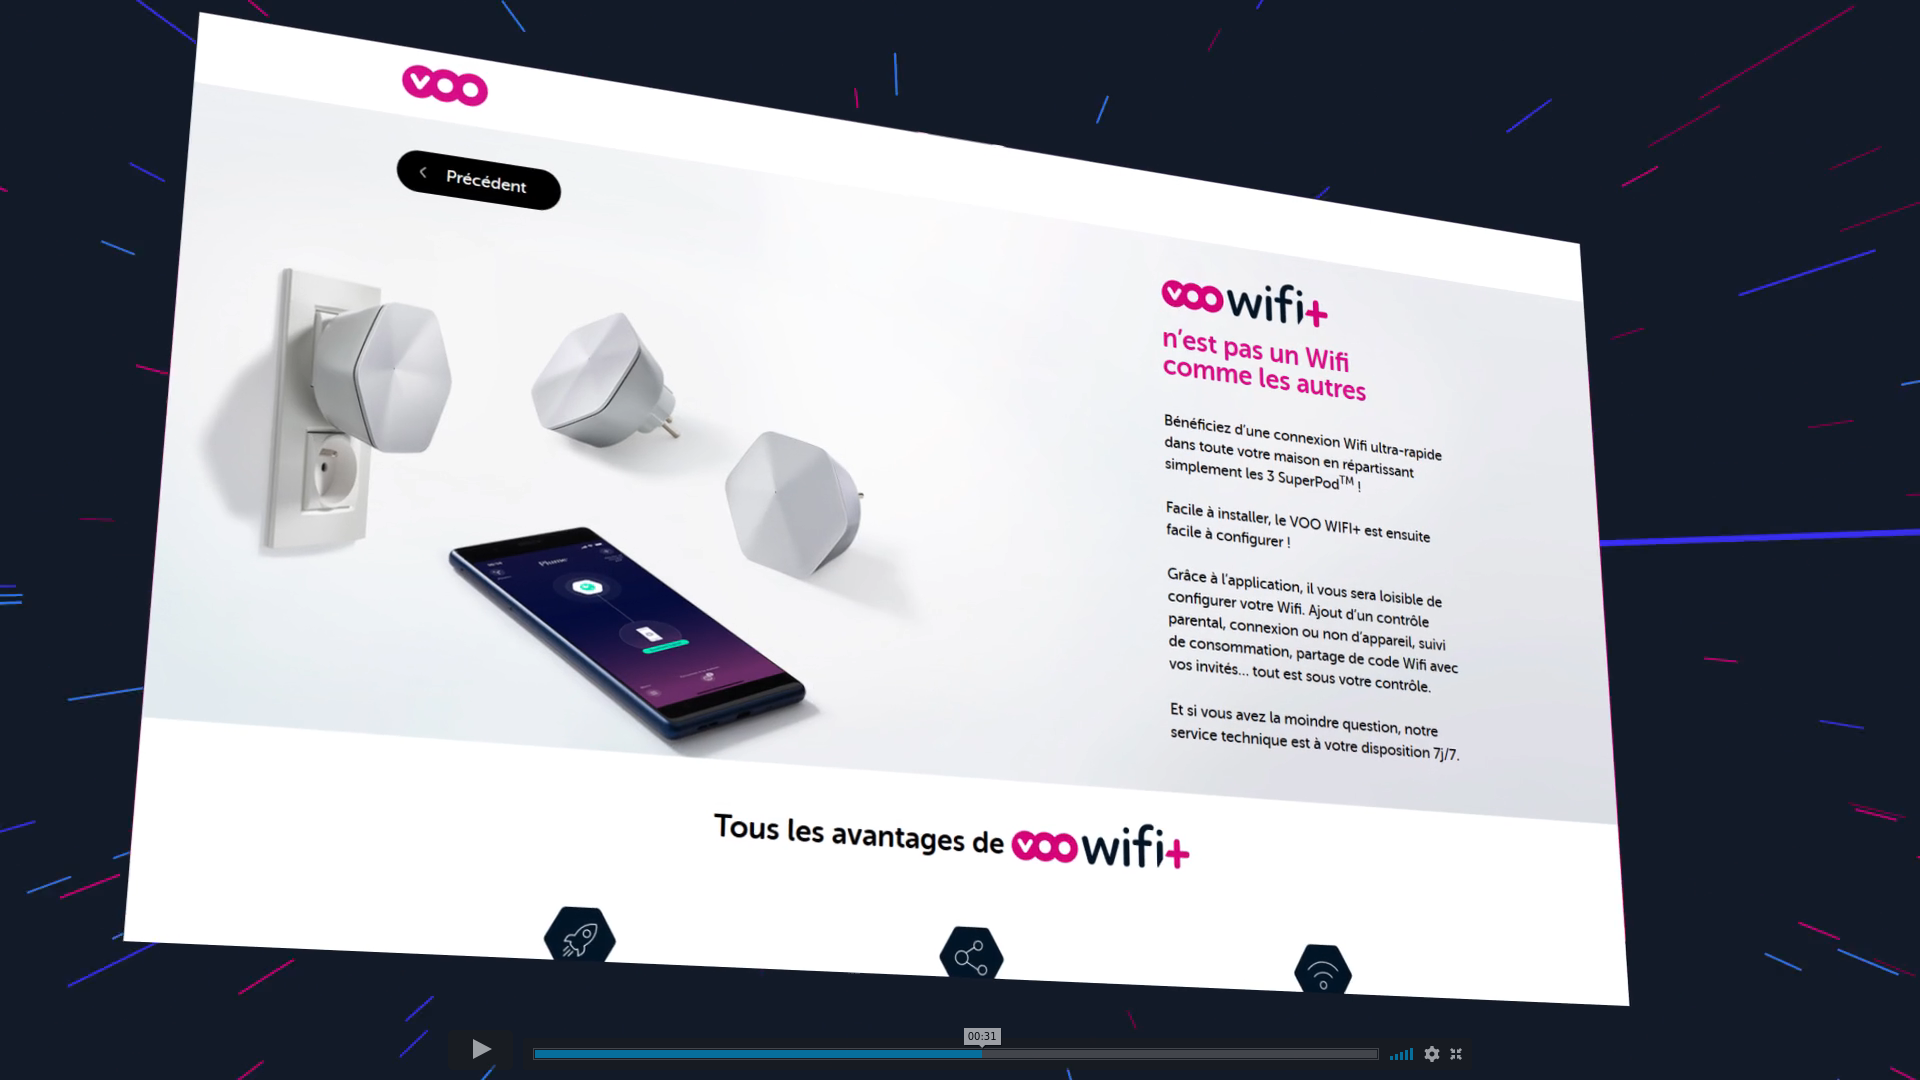 voo
Précédent
voo wifi+
n'est pas un Wifi
comme les autres
Bénéficiez d'une connexion Wifi ultra-rapide
dans toute votre maison en répartissant
simplement les 3 SuperPod™ !
Facile à installer, le VOO WIFI+ est ensuite
facile à configurer !
Grâce à l'application, il vous sera loisible de
configurer votre Wifi. Ajout d'un contrôle
parental, connexion ou non d'appareil, suivi
de consommation, partage de code Wifi avec
vos invités... tout est sous votre contrôle.
Et si vous avez la moindre question, notre
service technique est à votre disposition 7j/7.
Plume
Tous les avantages de voo wifi+
00:31